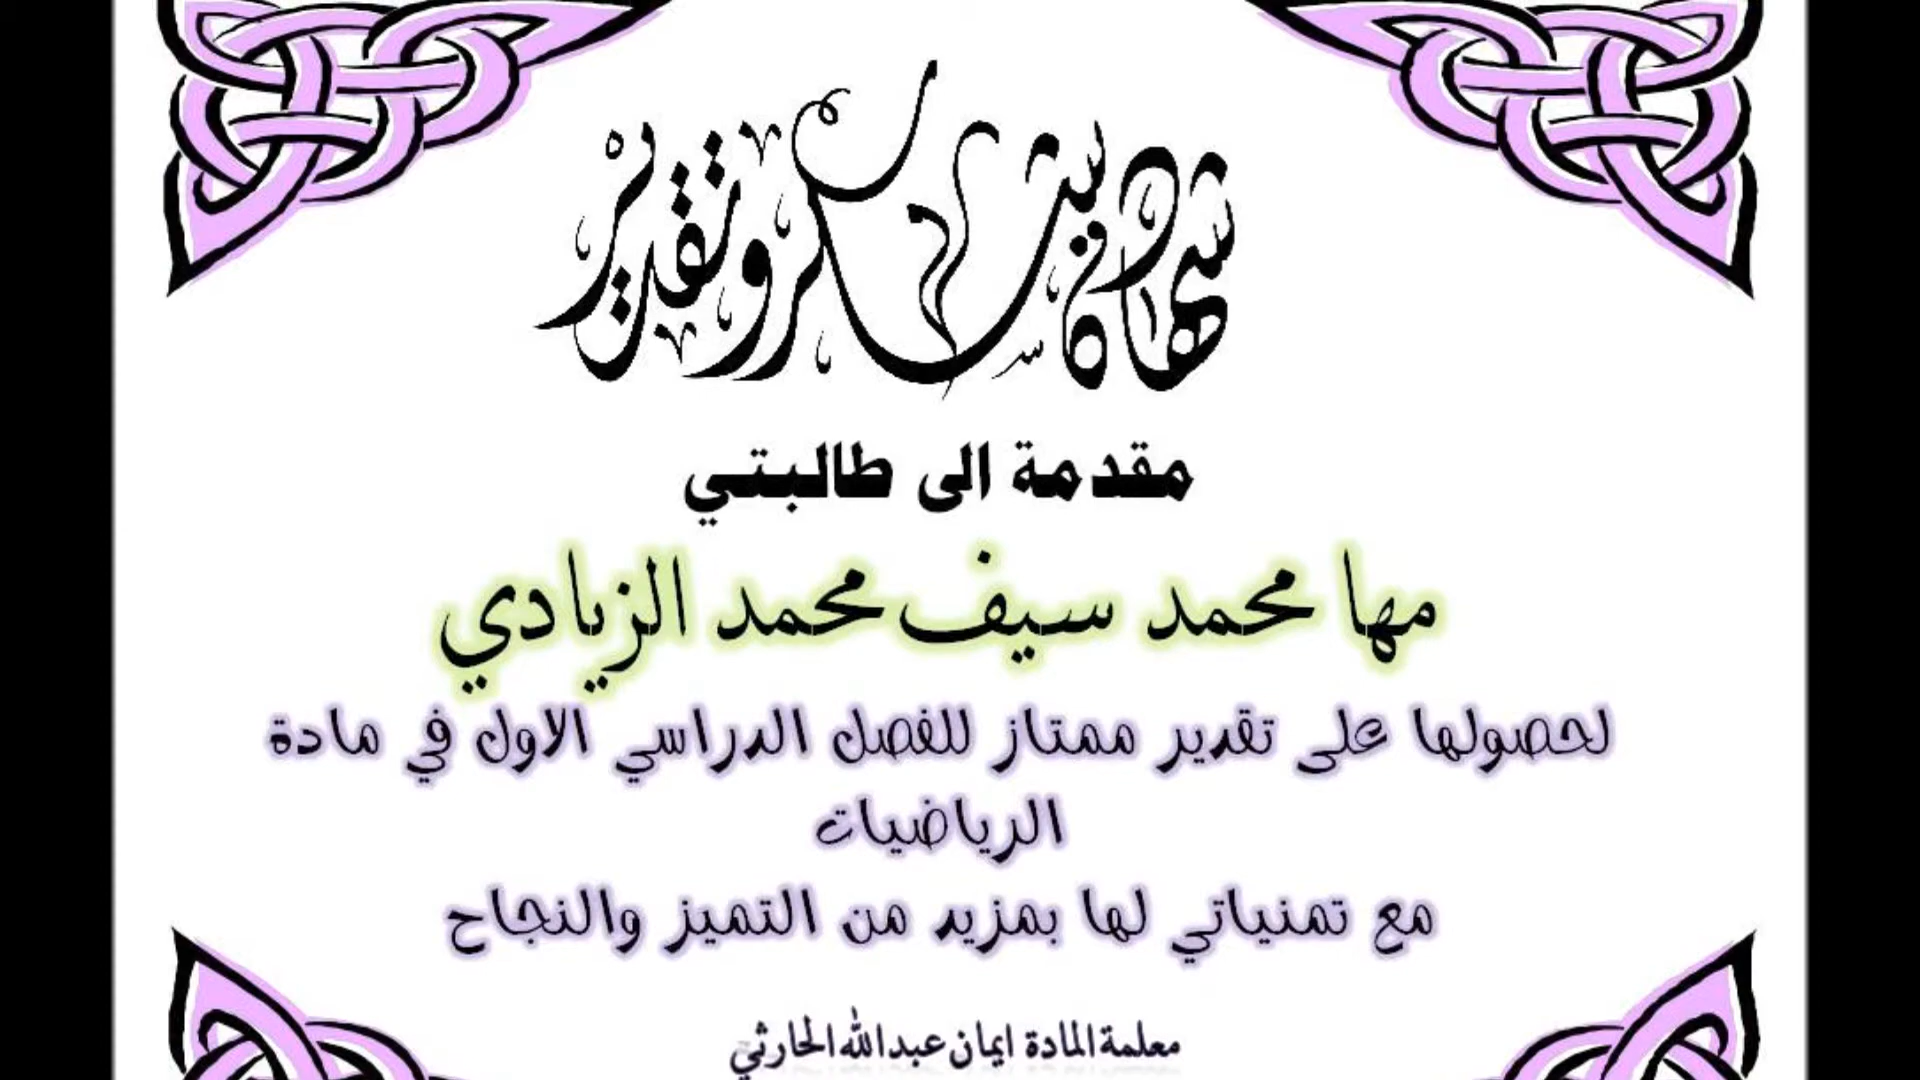 شهادة شكر وتقدير
مقدمة الى طالبتي
مها محمد سيف محمد الزيادي
لحصولها على تقدير ممتاز للفصل الدراسي الاول في مادة
الرياضيات
مع تمنياتي لها بمزيد من التميز والنجاح
معلمة المادة ايمان عبدالله الحارثي